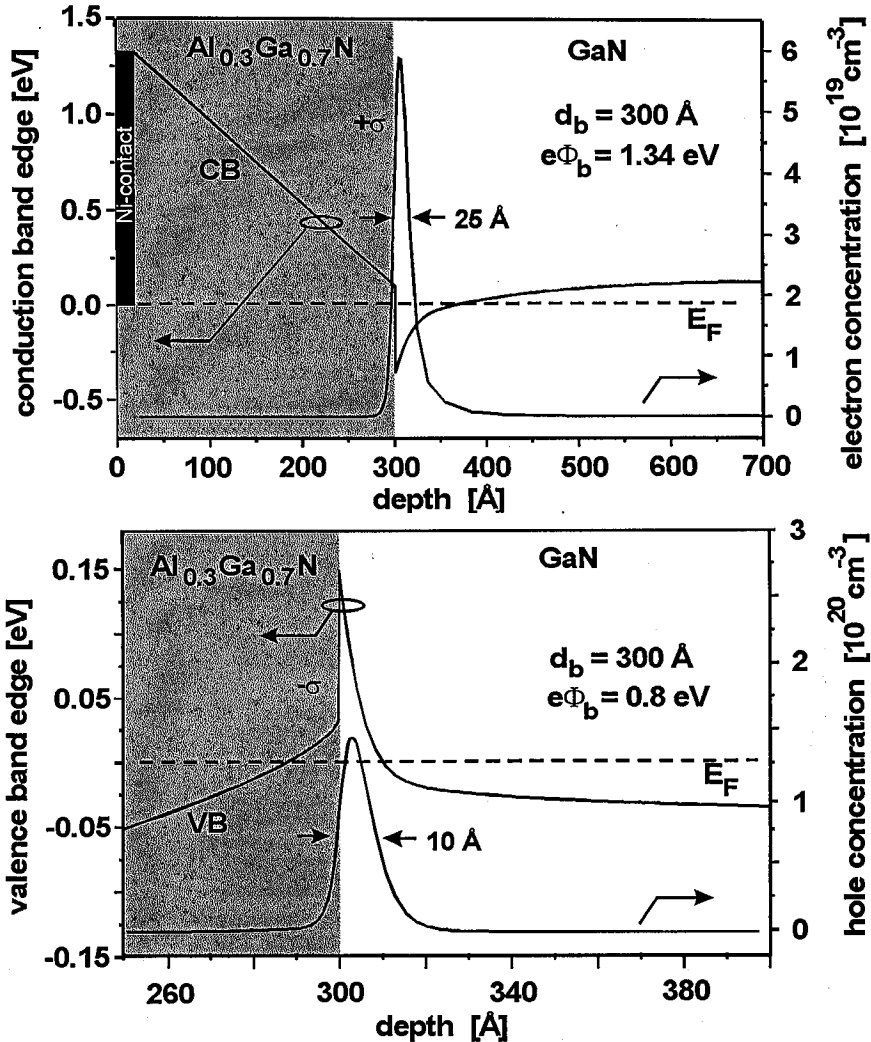 1.5
1.0
0.5
0.0
-0.5
conduction band edge [eV]
Al0.3Ga0.7N
GaN
Ni-contact
CB
+σ
db = 300 Å
eΦb = 1.34 eV
25 Å
EF
6
5
4
3
2
1
0
electron concentration [10^19 cm^-3]
0 100 200 300 400 500 600 700
depth [Å]
0.15
0.05
-0.05
-0.15
valence band edge [eV]
Al0.3Ga0.7N
GaN
-σ
VB
db = 300 Å
eΦb = 0.8 eV
10 Å
EF
3
2
1
0
hole concentration [10^20 cm^-3]
260 300 340 380
depth [Å]